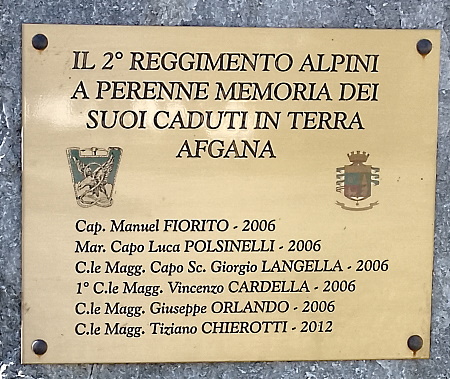 IL 2° REGGIMENTO ALPINI
A PERENNE MEMORIA DEI
SUOI CADUTI IN TERRA
AFGANA
Cap. Manuel FIORITO - 2006
Mar. Capo Luca POLSINELLI - 2006
C.le Magg. Capo Sc. Giorgio LANGELLA - 2006
1° C.le Magg. Vincenzo CARDELLA - 2006
C.le Magg. Giuseppe ORLANDO - 2006
C.le Magg. Tiziano CHIEROTTI - 2012